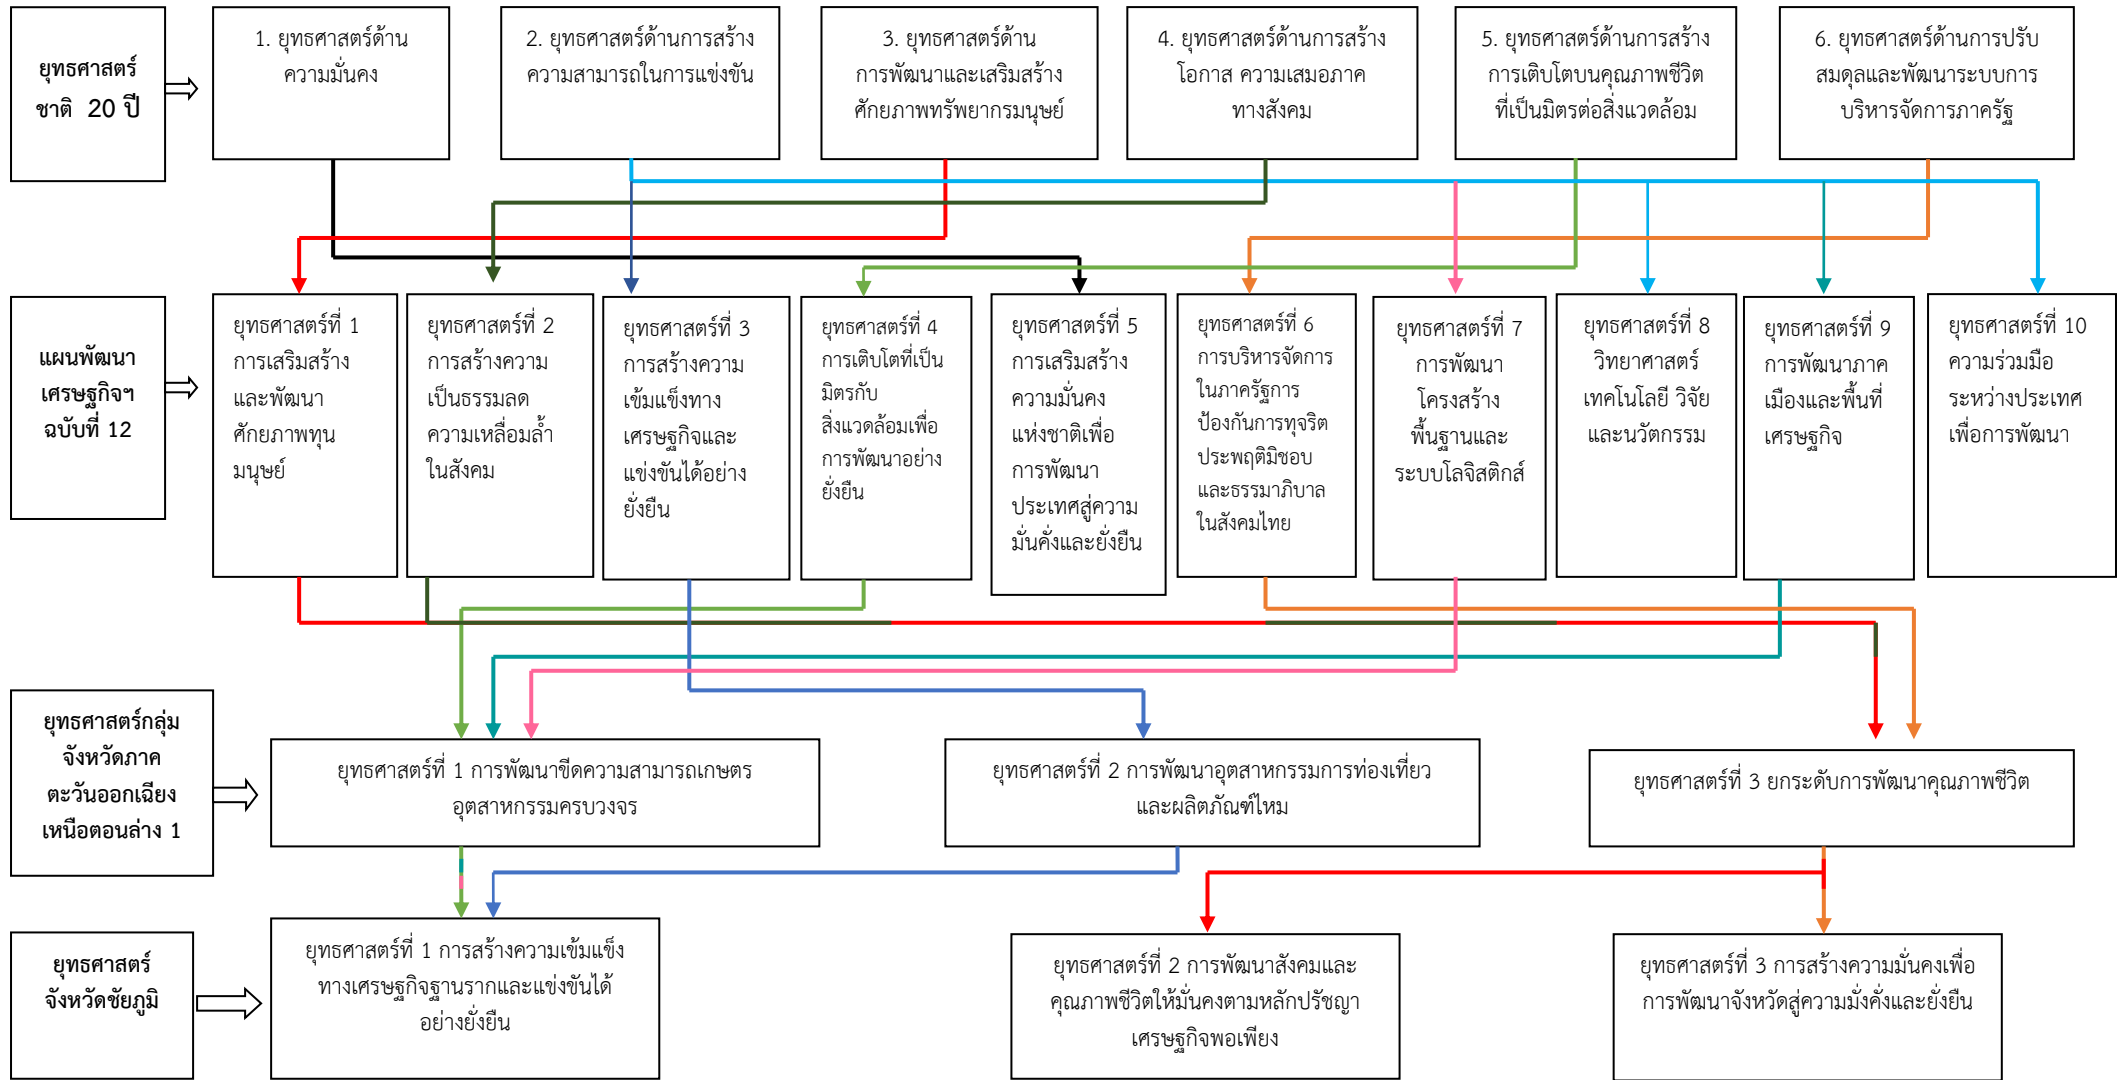 ยุทธศาสตร์
ชาติ 20 ปี
1. ยุทธศาสตร์ด้าน
ความมั่นคง
2. ยุทธศาสตร์ด้านการสร้าง
ความสามารถในการแข่งขัน
3. ยุทธศาสตร์ด้าน
การพัฒนาและเสริมสร้าง
ศักยภาพทรัพยากรมนุษย์
4. ยุทธศาสตร์ด้านการสร้าง
โอกาส ความเสมอภาค
ทางสังคม
5. ยุทธศาสตร์ด้านการสร้าง
การเติบโตบนคุณภาพชีวิต
ที่เป็นมิตรต่อสิ่งแวดล้อม
6. ยุทธศาสตร์ด้านการปรับ
สมดุลและพัฒนาระบบการ
บริหารจัดการภาครัฐ
แผนพัฒนา
เศรษฐกิจฯ
ฉบับที่ 12
ยุทธศาสตร์ที่ 1
การเสริมสร้าง
และพัฒนา
ศักยภาพทุน
มนุษย์
ยุทธศาสตร์ที่ 2
การสร้างความ
เป็นธรรมลด
ความเหลื่อมล้ำ
ในสังคม
ยุทธศาสตร์ที่ 3
การสร้างความ
เข้มแข็งทาง
เศรษฐกิจและ
แข่งขันได้อย่าง
ยั่งยืน
ยุทธศาสตร์ที่ 4
การเติบโตที่เป็น
มิตรกับ
สิ่งแวดล้อมเพื่อ
การพัฒนาอย่าง
ยั่งยืน
ยุทธศาสตร์ที่ 5
การเสริมสร้าง
ความมั่นคง
แห่งชาติเพื่อ
การพัฒนา
ประเทศสู่ความ
มั่นคั่งและยั่งยืน
ยุทธศาสตร์ที่ 6
การบริหารจัดการ
ในภาครัฐการ
ป้องกันการทุจริต
ประพฤติมิชอบ
และธรรมาภิบาล
ในสังคมไทย
ยุทธศาสตร์ที่ 7
การพัฒนา
โครงสร้าง
พื้นฐานและ
ระบบโลจิสติกส์
ยุทธศาสตร์ที่ 8
วิทยาศาสตร์
เทคโนโลยี วิจัย
และนวัตกรรม
ยุทธศาสตร์ที่ 9
การพัฒนาภาค
เมืองและพื้นที่
เศรษฐกิจ
ยุทธศาสตร์ที่ 10
ความร่วมมือ
ระหว่างประเทศ
เพื่อการพัฒนา
ยุทธศาสตร์กลุ่ม
จังหวัดภาค
ตะวันออกเฉียง
เหนือตอนล่าง 1
ยุทธศาสตร์ที่ 1 การพัฒนาขีดความสามารถเกษตร
อุตสาหกรรมครบวงจร
ยุทธศาสตร์ที่ 2 การพัฒนาอุตสาหกรรมการท่องเที่ยว
และผลิตภัณฑ์ไหม
ยุทธศาสตร์ที่ 3 ยกระดับการพัฒนาคุณภาพชีวิต
ยุทธศาสตร์
จังหวัดชัยภูมิ
ยุทธศาสตร์ที่ 1 การสร้างความเข้มแข็ง
ทางเศรษฐกิจฐานรากและแข่งขันได้
อย่างยั่งยืน
ยุทธศาสตร์ที่ 2 การพัฒนาสังคมและ
คุณภาพชีวิตให้มั่นคงตามหลักปรัชญา
เศรษฐกิจพอเพียง
ยุทธศาสตร์ที่ 3 การสร้างความมั่นคงเพื่อ
การพัฒนาจังหวัดสู่ความมั่งคั่งและยั่งยืน